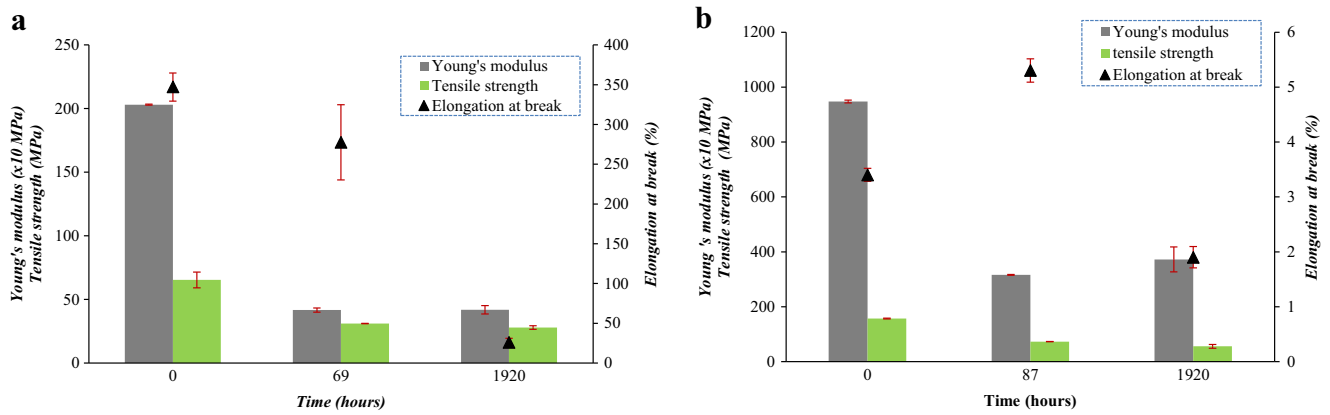 a
Young's modulus (x10 MPa)
Tensile strength (MPa)
250
200
150
100
50
0
Young's modulus
Tensile strength
Elongation at break
400
350
300
250
200
150
100
50
0
Elongation at break (%)
0 69 1920
Time (hours)
b
Young 's modulus (x10 MPa)
Tensile strength (MPa)
1200
1000
800
600
400
200
0
Young's modulus
tensile strength
Elongation at break
6
5
4
3
2
1
0
Elongation at break (%)
0 87 1920
Time (hours)